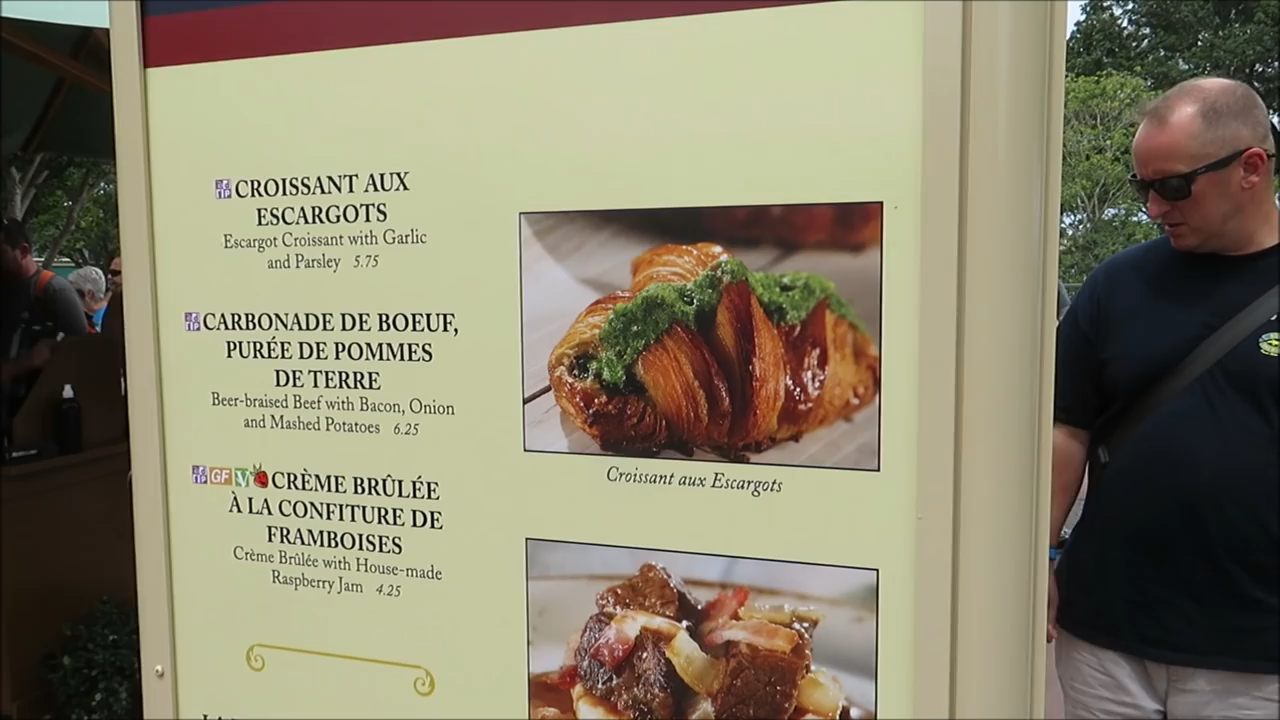 CROISSANT AUX
ESCARGOTS
Escargot Croissant with Garlic
and Parsley 5.75
CARBONADE DE BOEUF,
PURÉE DE POMMES
DE TERRE
Beer-braised Beef with Bacon, Onion
and Mashed Potatoes 6.25
GF V CRÈME BRÛLÉE
À LA CONFITURE DE
FRAMBOISES
Crème Brûlée with House-made
Raspberry Jam 4.25
Croissant aux Escargots